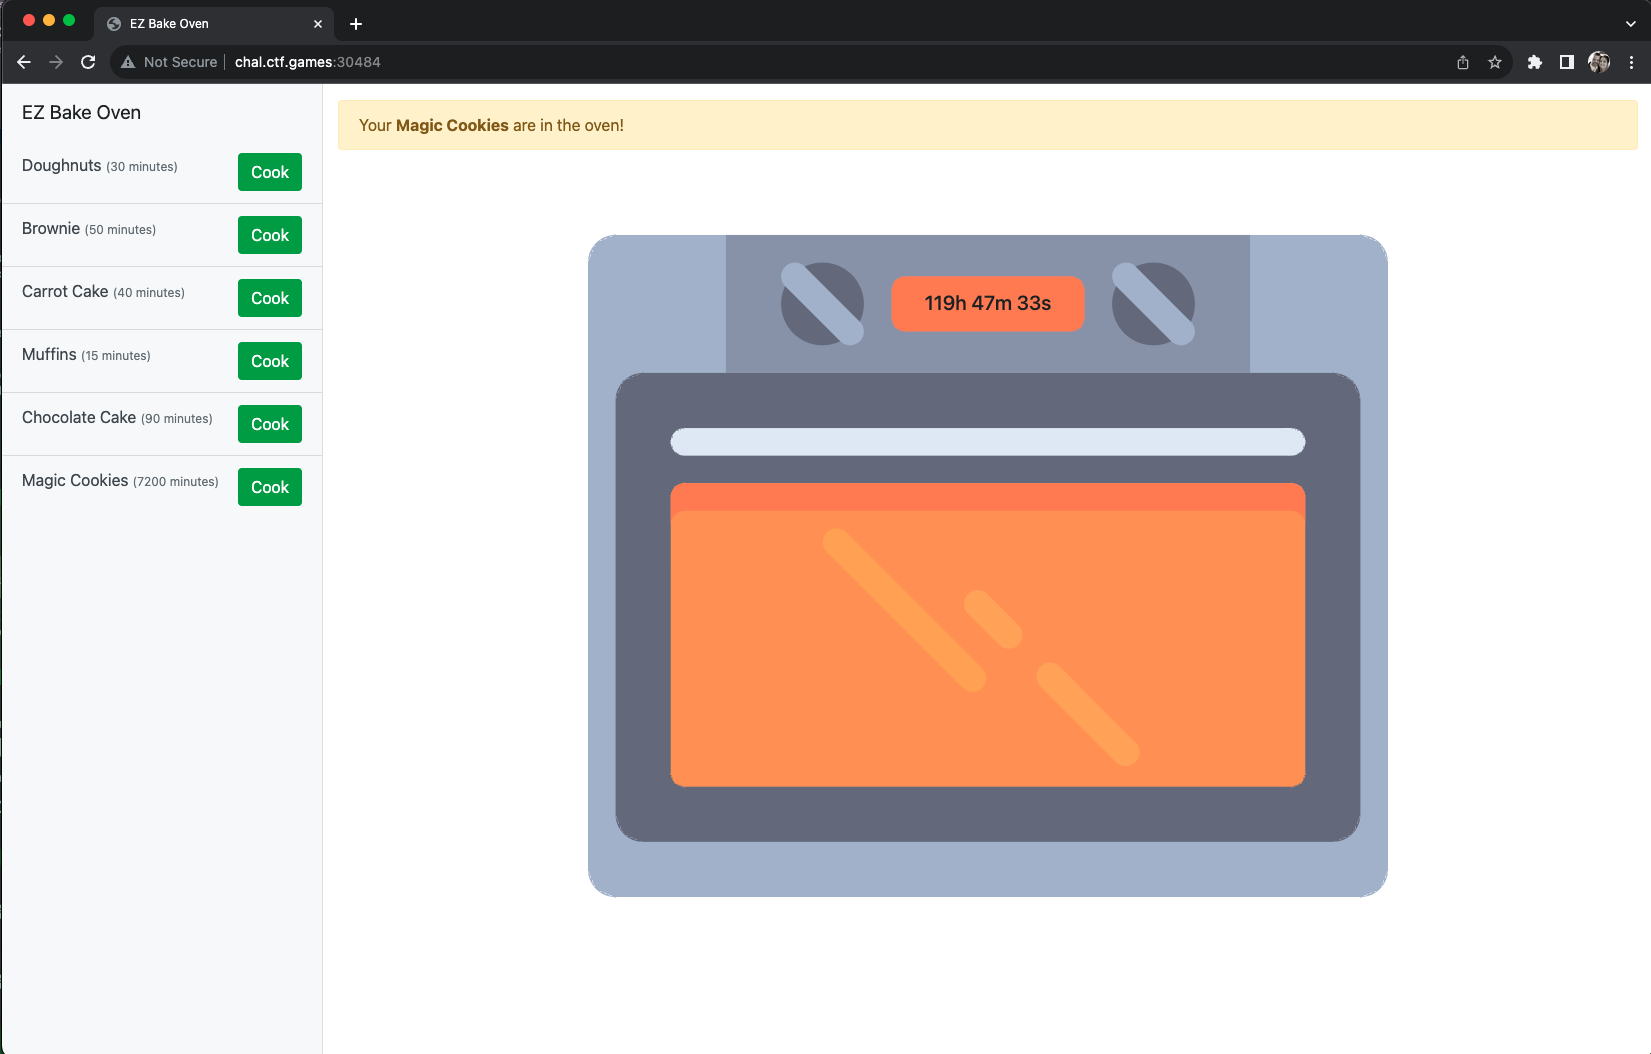 EZ Bake Oven
Not Secure
chal.ctf.games:30484
EZ Bake Oven
Doughnuts (30 minutes)
Cook
Brownie (50 minutes)
Cook
Carrot Cake (40 minutes)
Cook
Muffins (15 minutes)
Cook
Chocolate Cake (90 minutes)
Cook
Magic Cookies (7200 minutes)
Cook
Your Magic Cookies are in the oven!
119h 47m 33s